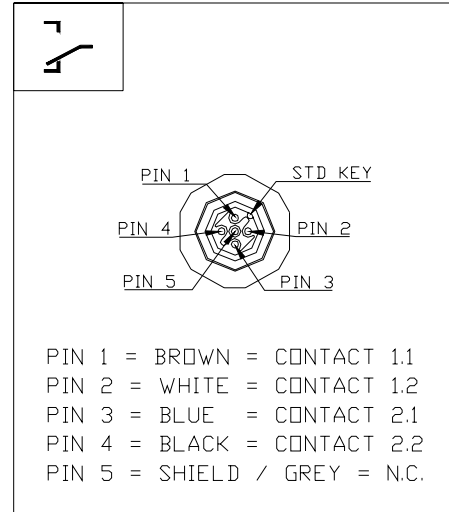 PIN 1 STD KEY
PIN 4 PIN 2
PIN 5 PIN 3
PIN 1 = BROWN = CONTACT 1.1
PIN 2 = WHITE = CONTACT 1.2
PIN 3 = BLUE = CONTACT 2.1
PIN 4 = BLACK = CONTACT 2.2
PIN 5 = SHIELD / GREY = N.C.